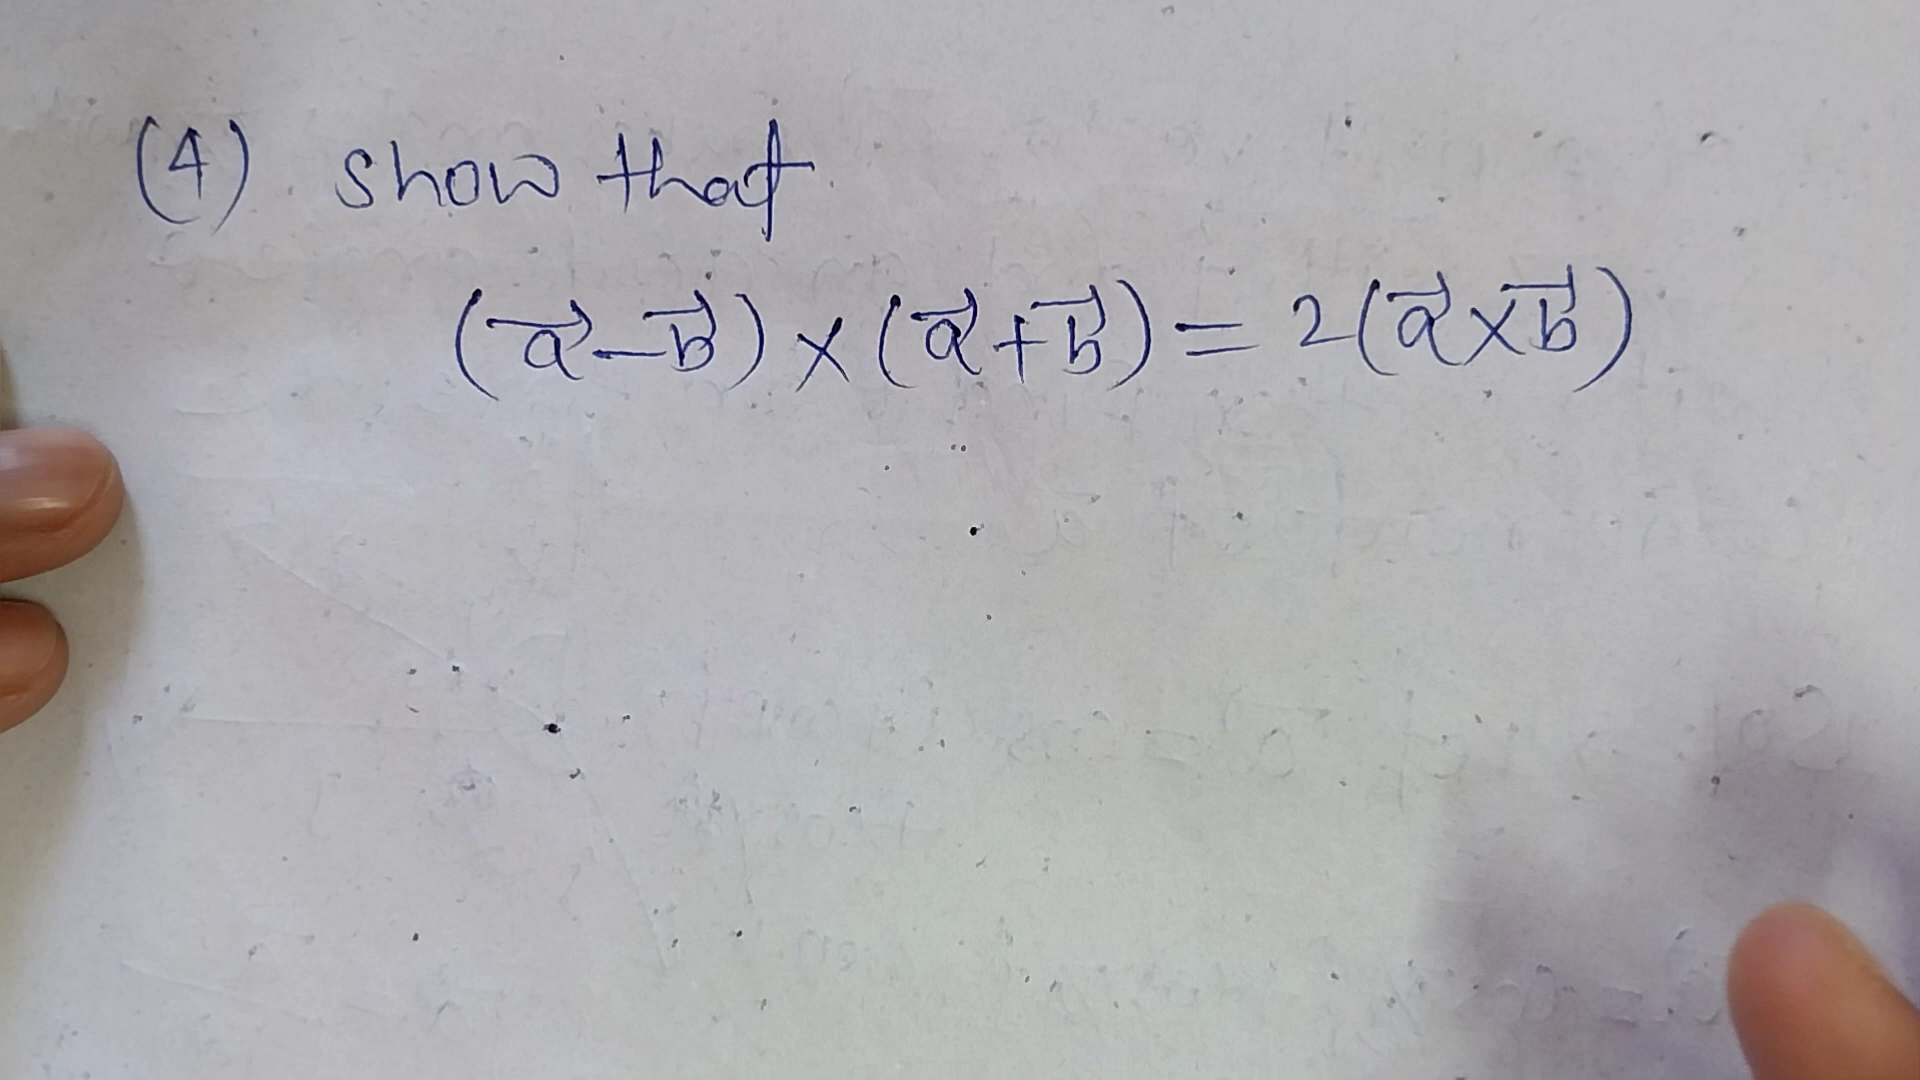 (4) show that
(a⃗ - b⃗) × (a⃗ + b⃗) = 2(a⃗ × b⃗)